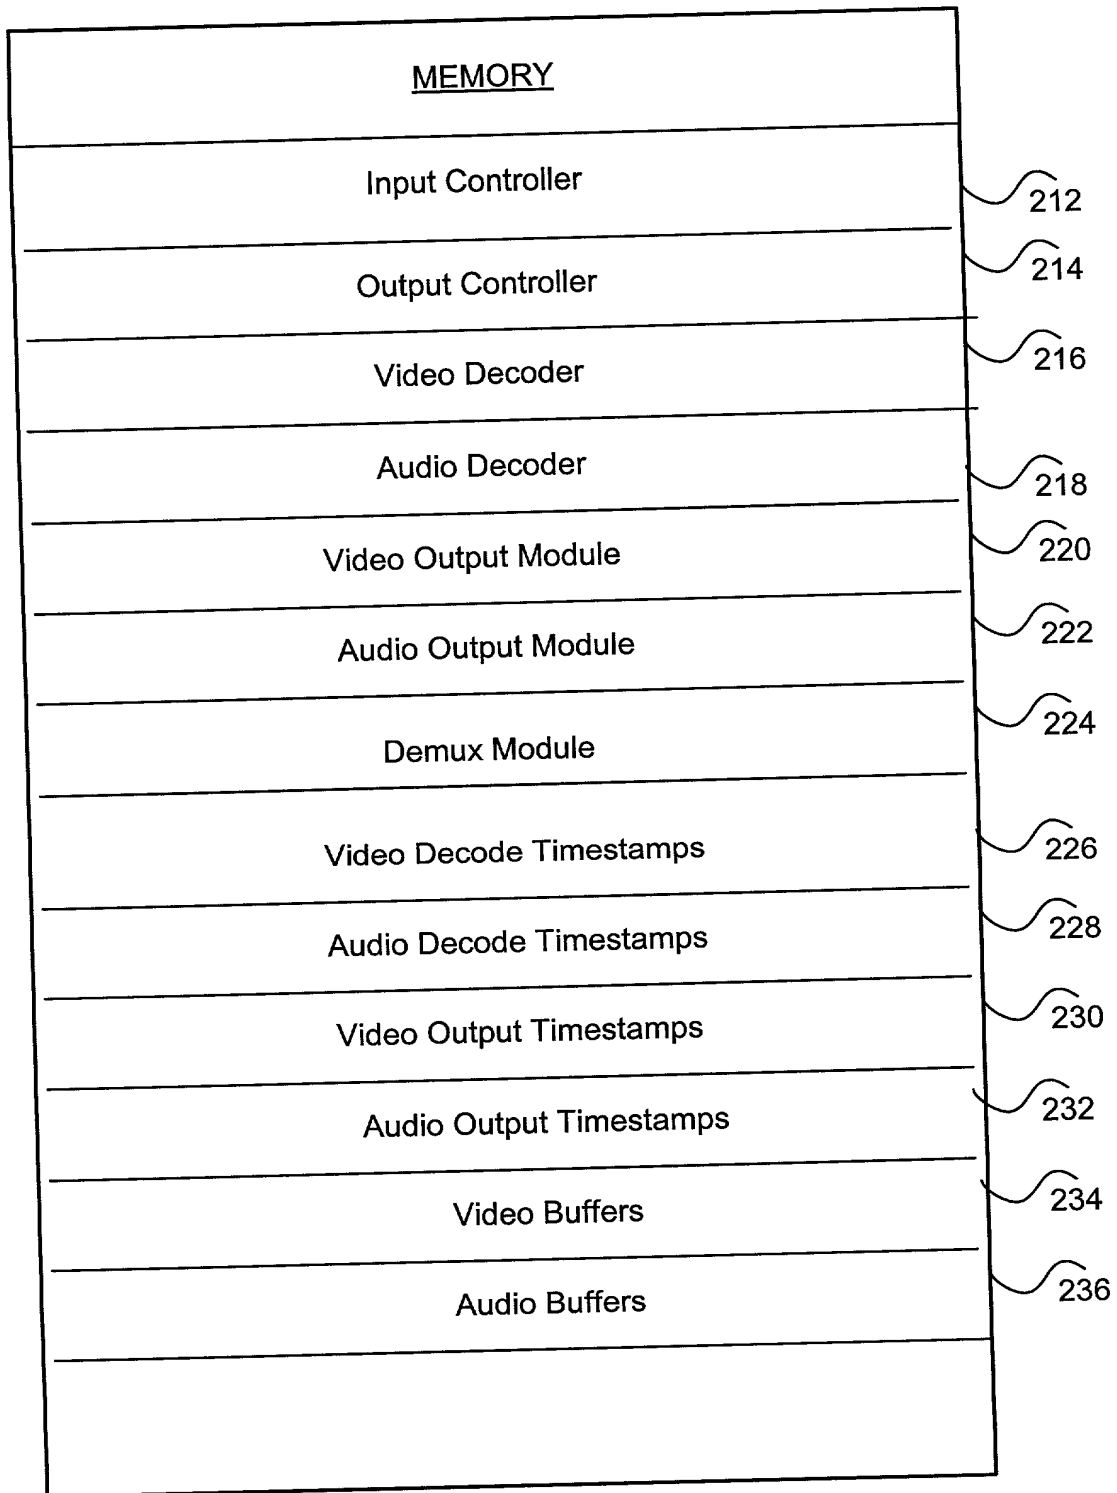 MEMORY
Input Controller
212
Output Controller
214
Video Decoder
216
Audio Decoder
218
Video Output Module
220
Audio Output Module
222
Demux Module
224
Video Decode Timestamps
226
Audio Decode Timestamps
228
Video Output Timestamps
230
Audio Output Timestamps
232
Video Buffers
234
Audio Buffers
236